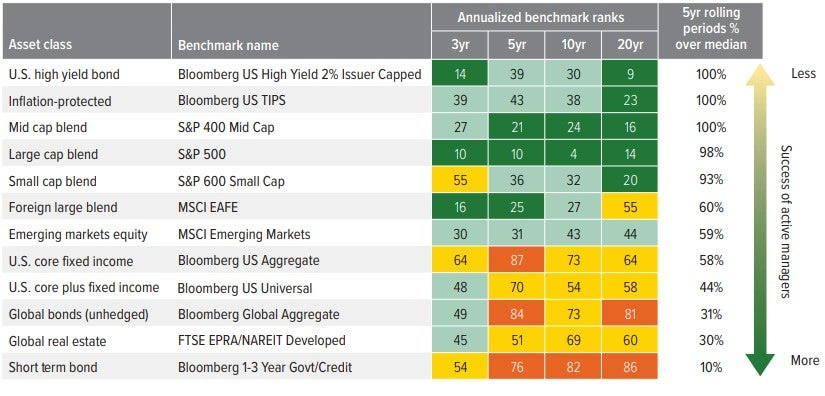 Asset class Benchmark name Annualized benchmark ranks 5yr rolling periods % over median
3yr 5yr 10yr 20yr
U.S. high yield bond Bloomberg US High Yield 2% Issuer Capped 14 39 30 9 100% Less
Inflation-protected Bloomberg US TIPS 39 43 38 23 100%
Mid cap blend S&P 400 Mid Cap 27 21 24 16 100%
Large cap blend S&P 500 10 10 4 14 98%
Small cap blend S&P 600 Small Cap 55 36 32 20 93%
Foreign large blend MSCI EAFE 16 25 27 55 60%
Emerging markets equity MSCI Emerging Markets 30 31 43 44 59%
U.S. core fixed income Bloomberg US Aggregate 64 87 73 64 58%
U.S. core plus fixed income Bloomberg US Universal 48 70 54 58 44%
Global bonds (unhedged) Bloomberg Global Aggregate 49 84 73 81 31%
Global real estate FTSE EPRA/NAREIT Developed 45 51 69 60 30%
Short term bond Bloomberg 1-3 Year Govt/Credit 54 76 82 86 10% More
Success of active managers